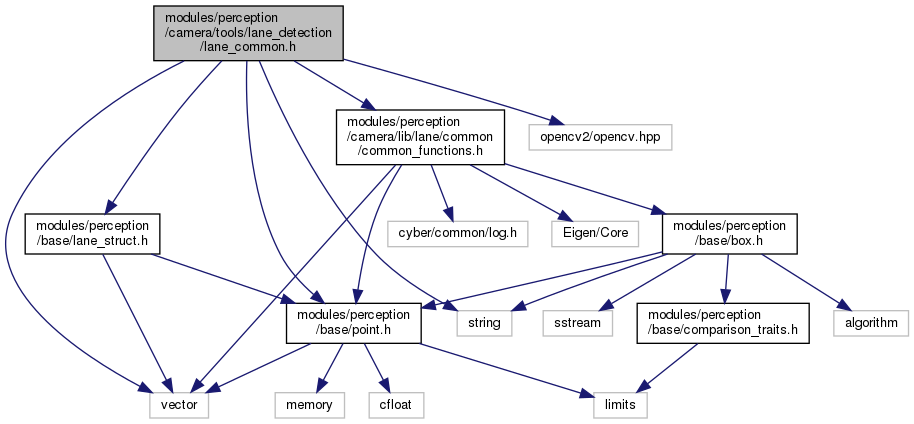 modules/perception
/camera/tools/lane_detection
/lane_common.h
modules/perception
/camera/lib/lane/common
/common_functions.h
opencv2/opencv.hpp
modules/perception
/base/lane_struct.h
cyber/common/log.h
Eigen/Core
modules/perception
/base/box.h
modules/perception
/base/point.h
string
sstream
modules/perception
/base/comparison_traits.h
algorithm
vector
memory
cfloat
limits